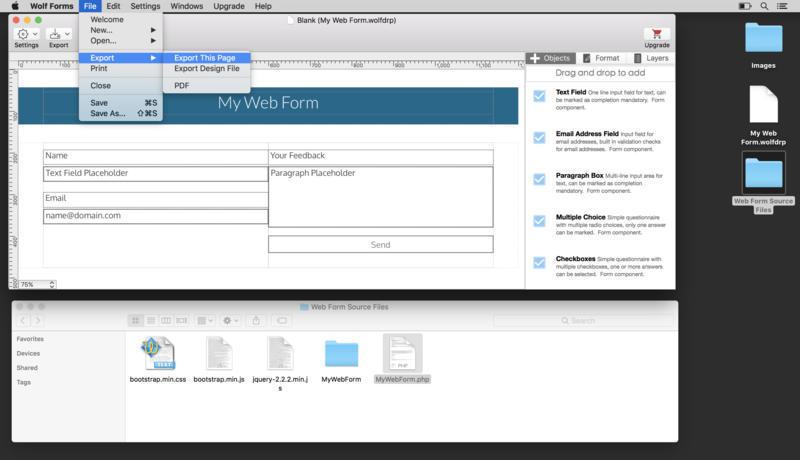 Wolf Forms File Edit Settings Windows Upgrade Help
Blank (My Web Form.wolfdrp)
Settings
Export
Upgrade
Welcome
New...
Open...
Export
Print
Close
Save ⌘S
Save As... ⇧⌘S
Export This Page
Export Design File
PDF
My Web Form
Name
Text Field Placeholder
Email
name@domain.com
Your Feedback
Paragraph Placeholder
Send
75%
Objects Format Layers
Drag and drop to add
Text Field One line input field for text, can
be marked as completion mandatory. Form
component.
Email Address Field Input field
for email addresses, built in validation checks
for email addresses. Form component.
Paragraph Box Multi-line input area for
text, can be marked as completion
mandatory. Form component.
Multiple Choice Simple questionnaire
with multiple radio choices, only one answer
can be marked. Form component.
Checkboxes Simple questionnaire with
multiple checkboxes, one or more answers
can be selected. Form component.
Images
My Web
Form.wolfdrp
Web Form Source
Files
Web Form Source Files
Search
Favorites
Devices
Shared
Tags
bootstrap.min.css
bootstrap.min.js
jquery-2.2.2.min.j
s
MyWebForm
PHP
MyWebForm.php